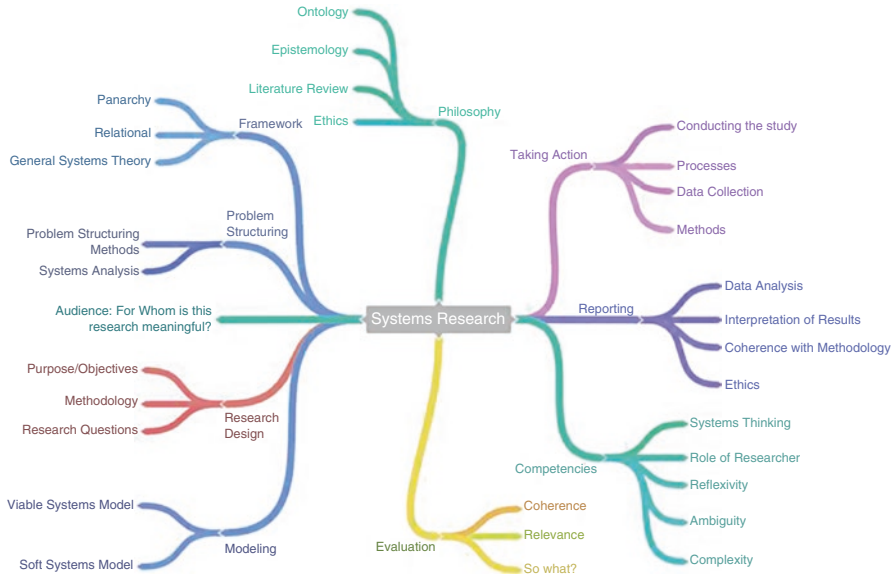 Systems Research
Philosophy
Ontology
Epistemology
Literature Review
Ethics
Framework
Panarchy
Relational
General Systems Theory
Problem
Structuring
Problem Structuring
Methods
Systems Analysis
Audience: For Whom is this
research meaningful?
Research
Design
Purpose/Objectives
Methodology
Research Questions
Modeling
Viable Systems Model
Soft Systems Model
Taking Action
Conducting the study
Processes
Data Collection
Methods
Reporting
Data Analysis
Interpretation of Results
Coherence with Methodology
Ethics
Competencies
Systems Thinking
Role of Researcher
Reflexivity
Ambiguity
Complexity
Evaluation
Coherence
Relevance
So what?